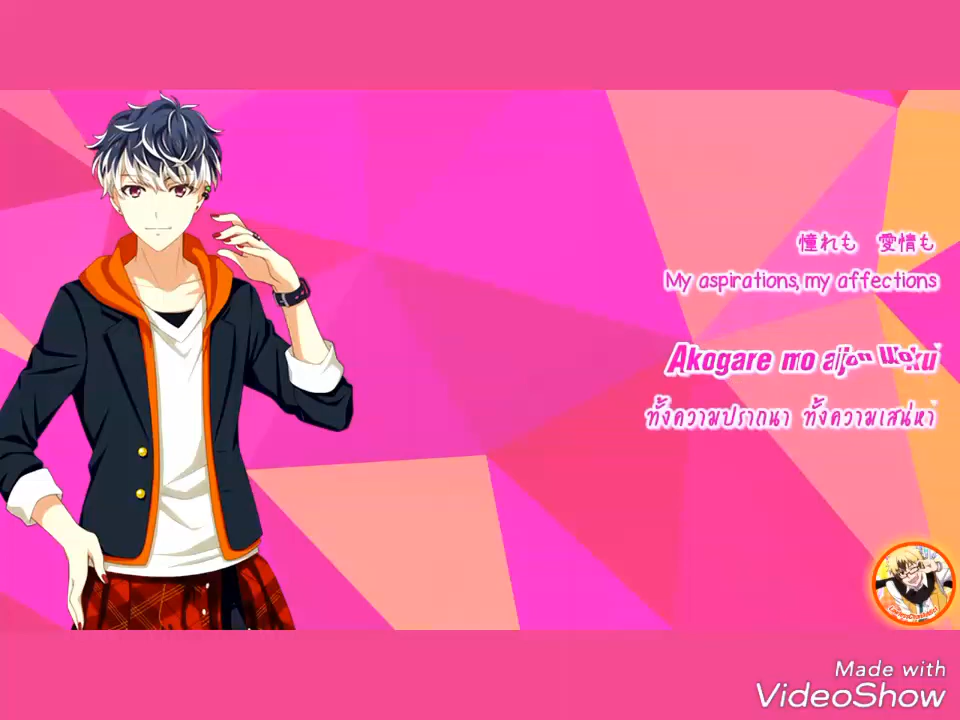 憧れも 愛情も
My aspirations, my affections
Akogare mo
ทั้งความปรารถนา ทั้งความเสน่หา
Made with
VideoShow